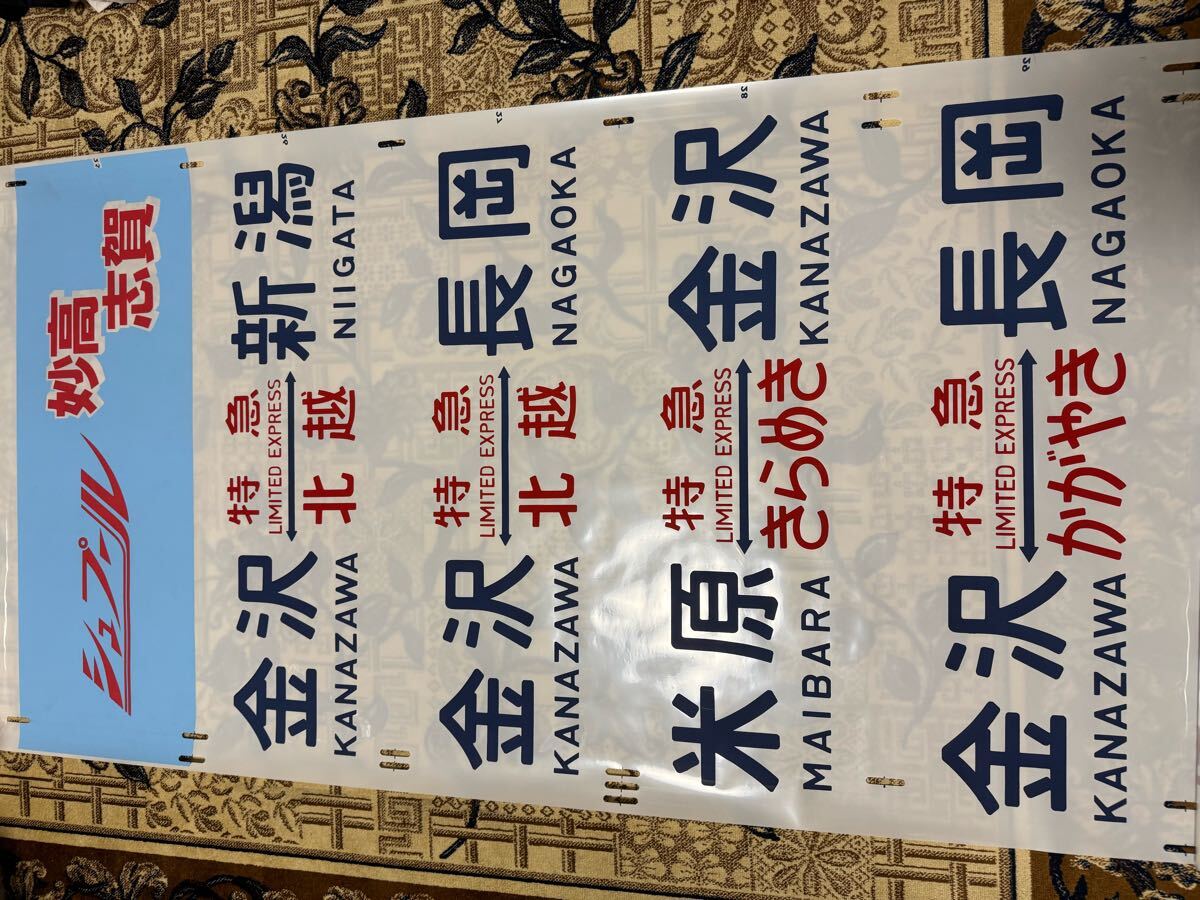 シュプール 妙高
志賀
金沢 特急 新潟
KANAZAWA LIMITED EXPRESS NIIGATA
北越
金沢 特急 長岡
KANAZAWA LIMITED EXPRESS NAGAOKA
北越
米原 特急 金沢
MAIBARA LIMITED EXPRESS KANAZAWA
きらめき
金沢 特急 長岡
KANAZAWA LIMITED EXPRESS NAGAOKA
かがやき
27
28
29